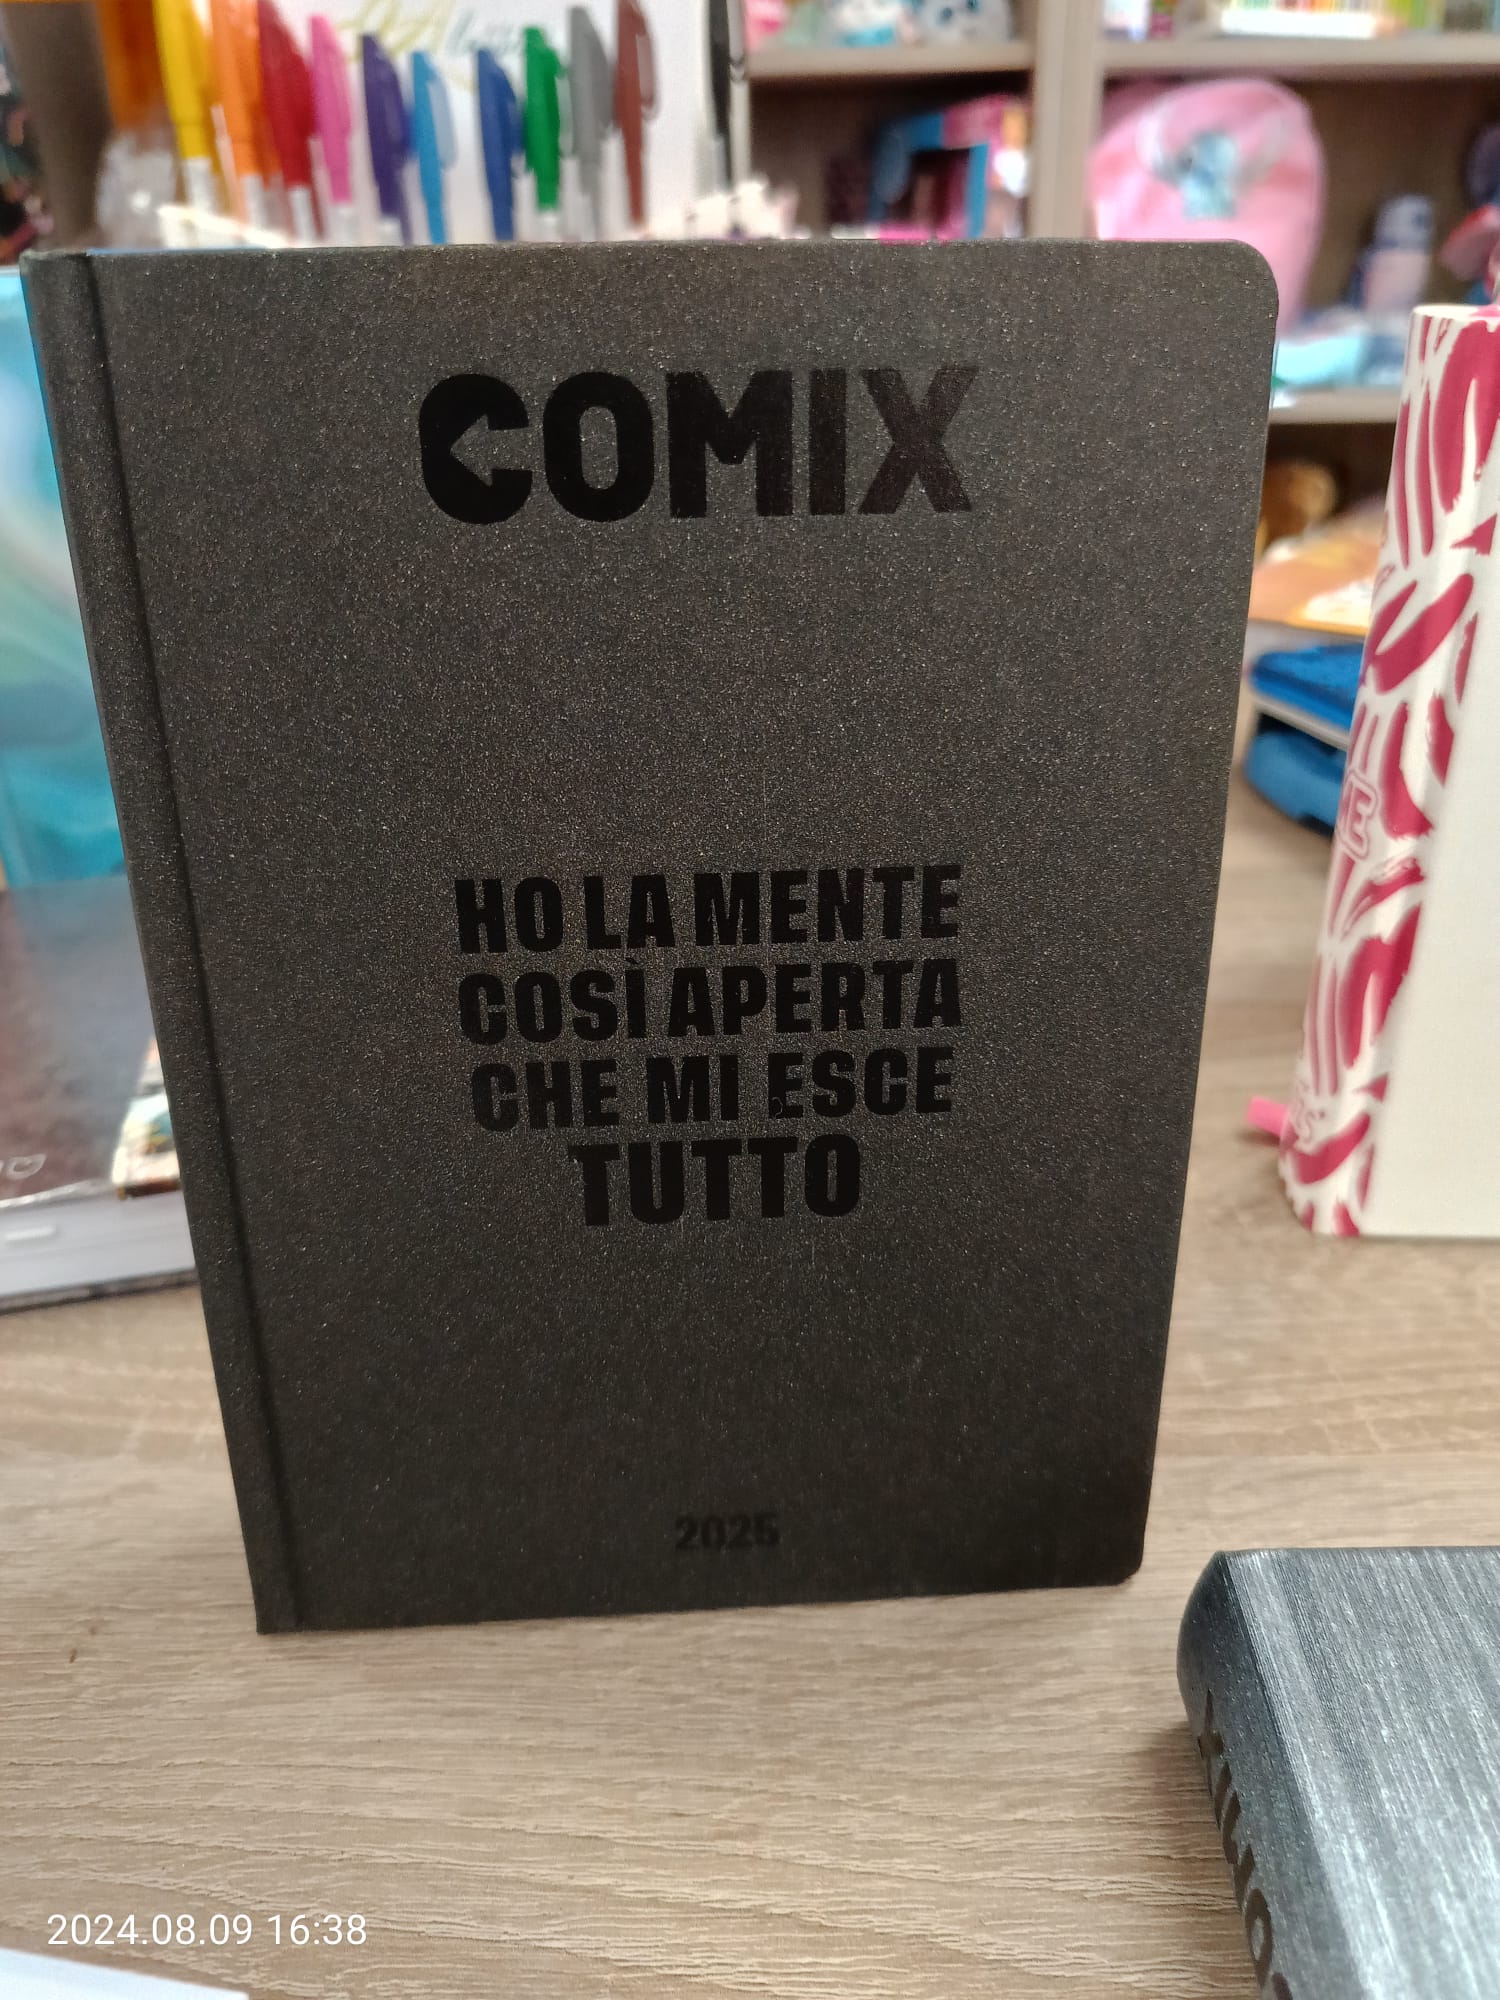 COMIX
HO LA MENTE
COSÌ APERTA
CHE MI ESCE
TUTTO
2025
2024.08.09 16:38